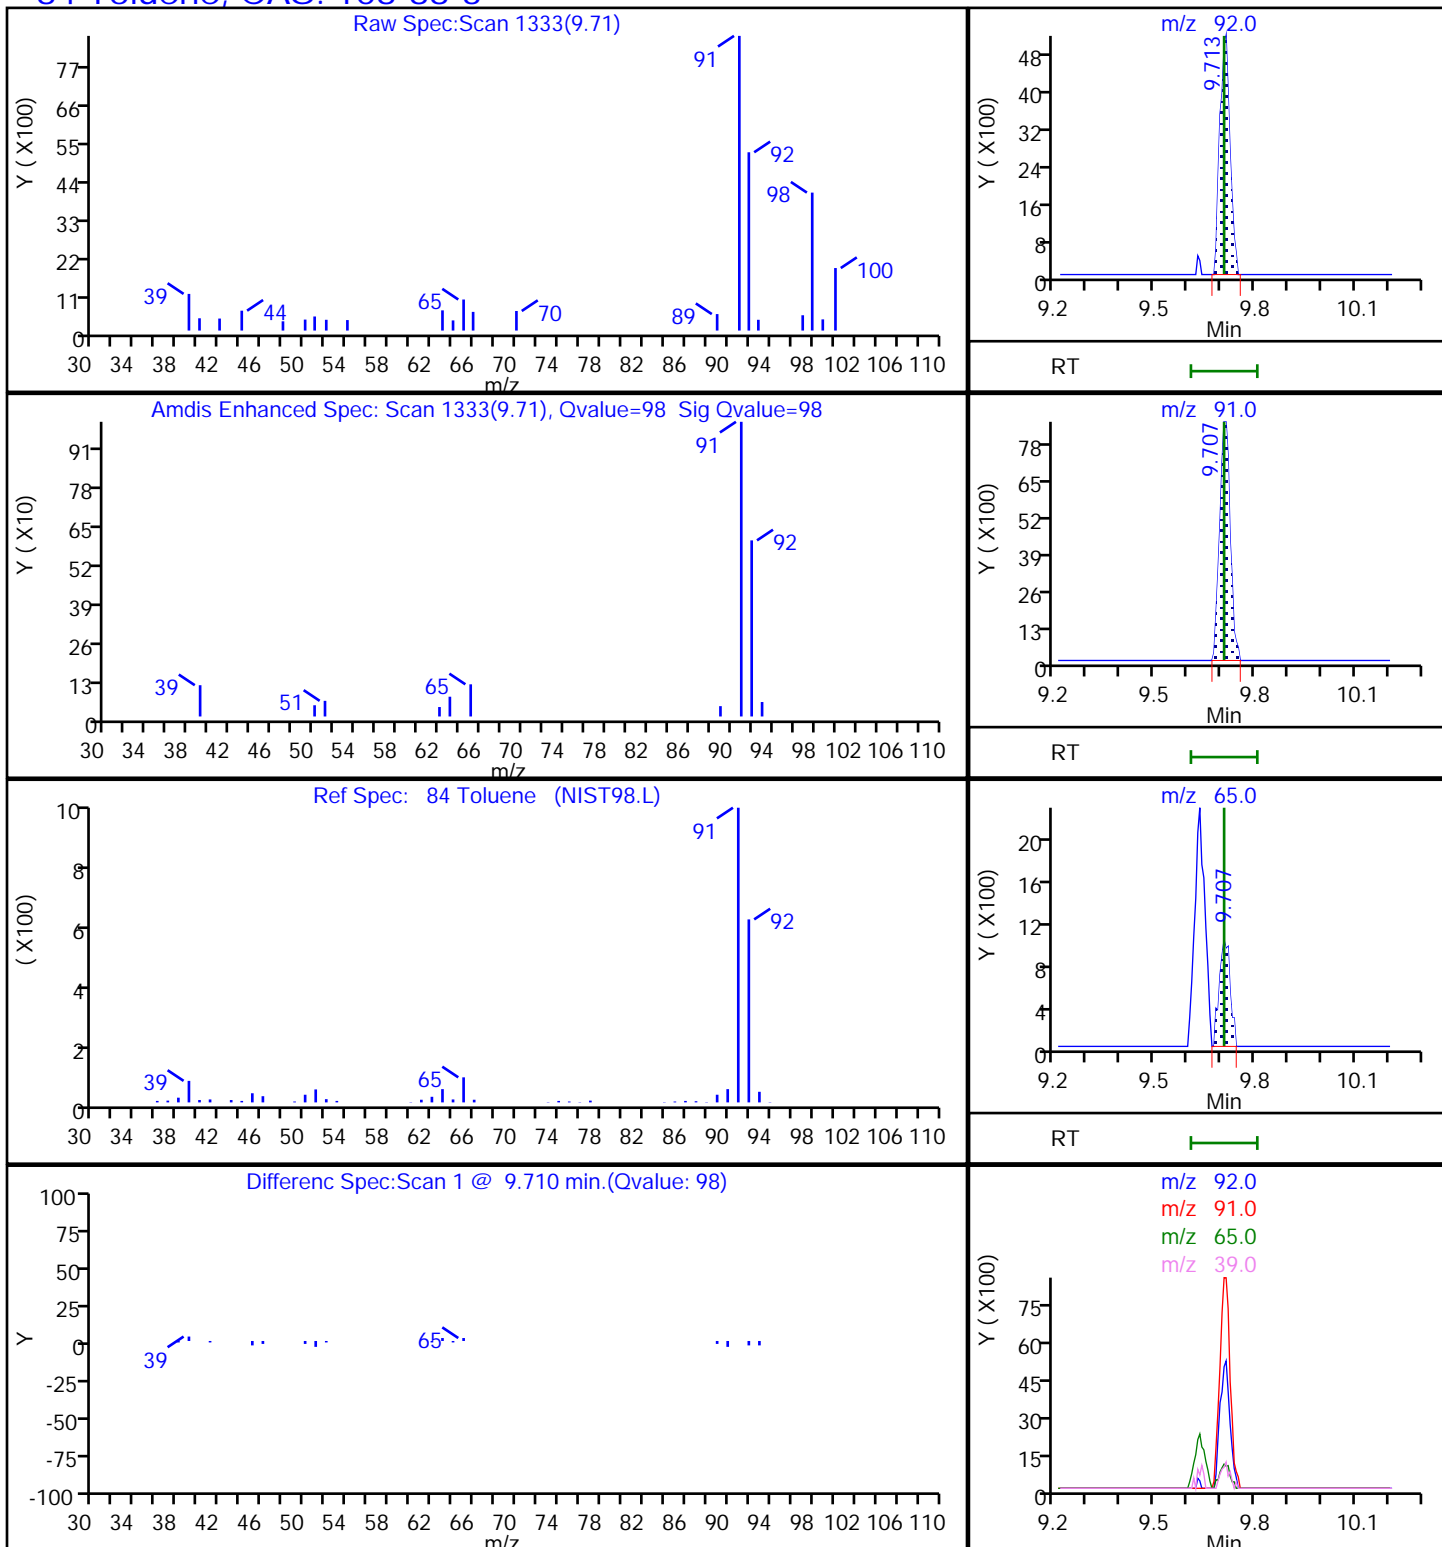 Raw Spec:Scan 1333(9.71)
Y ( X100)
77
66
55
44
33
22
11
0
91
92
98
100
39
44
65
70
89
30 34 38 42 46 50 54 58 62 66 70 74 78 82 86 90 94 98 102 106 110
m/z
m/z 92.0
Y ( X100)
48
40
32
24
16
8
0
9.713
9.2 9.5 9.8 10.1
Min
RT
Amdis Enhanced Spec: Scan 1333(9.71), Qvalue=98 Sig Qvalue=98
Y ( X10)
91
78
65
52
39
26
13
0
91
92
39
51
65
30 34 38 42 46 50 54 58 62 66 70 74 78 82 86 90 94 98 102 106 110
m/z
m/z 91.0
Y ( X100)
78
65
52
39
26
13
0
9.707
9.2 9.5 9.8 10.1
Min
RT
Ref Spec: 84 Toluene (NIST98.L)
( X100)
10
8
6
4
2
0
91
92
39
65
30 34 38 42 46 50 54 58 62 66 70 74 78 82 86 90 94 98 102 106 110
m/z 65.0
Y ( X100)
20
16
12
8
4
0
9.707
9.2 9.5 9.8 10.1
Min
RT
Differenc Spec:Scan 1 @ 9.710 min.(Qvalue: 98)
Y
100
75
50
25
0
-25
-50
-75
-100
39
65
30 34 38 42 46 50 54 58 62 66 70 74 78 82 86 90 94 98 102 106 110
m/z
m/z 92.0
m/z 91.0
m/z 65.0
m/z 39.0
Y ( X100)
75
60
45
30
15
0
9.2 9.5 9.8 10.1
Min